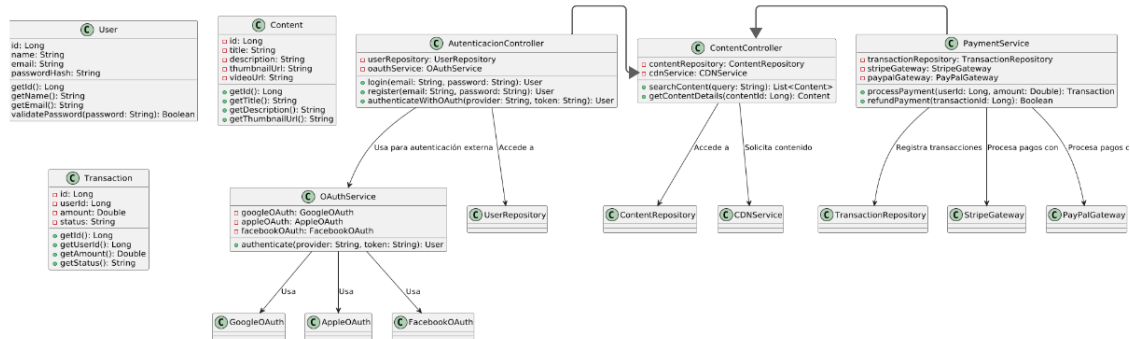 C User
id: Long
name: String
email: String
passwordHash: String
getId(): Long
getName(): String
getEmail(): String
validatePassword(password: String): Boolean
C Content
id: Long
title: String
description: String
thumbnailUrl: String
videoUrl: String
getId(): Long
getTitle(): String
getDescription(): String
getThumbnailUrl(): String
C AutenticacionController
userRepository: UserRepository
oauthService: OAuthService
login(email: String, password: String): User
register(email: String, password: String): User
authenticateWithOAuth(provider: String, token: String): User
C ContentController
contentRepository: ContentRepository
cdnService: CDNService
searchContent(query: String): List<Content>
getContentDetails(contentId: Long): Content
C PaymentService
transactionRepository: TransactionRepository
stripeGateway: StripeGateway
paypalGateway: PayPalGateway
processPayment(userId: Long, amount: Double): Transaction
refundPayment(transactionId: Long): Boolean
Usa para autenticación externa
Accede a
Accede a
Solicita contenido
Registra transacciones
Procesa pagos con
Procesa pagos c
C Transaction
id: Long
userId: Long
amount: Double
status: String
getId(): Long
getUserId(): Long
getAmount(): Double
getStatus(): String
C OAuthService
googleOAuth: GoogleOAuth
appleOAuth: AppleOAuth
facebookOAuth: FacebookOAuth
authenticate(provider: String, token: String): User
C UserRepository
C ContentRepository
C CDNService
C TransactionRepository
C StripeGateway
C PayPalGateway
Usa
Usa
Usa
C GoogleOAuth
C AppleOAuth
C FacebookOAuth